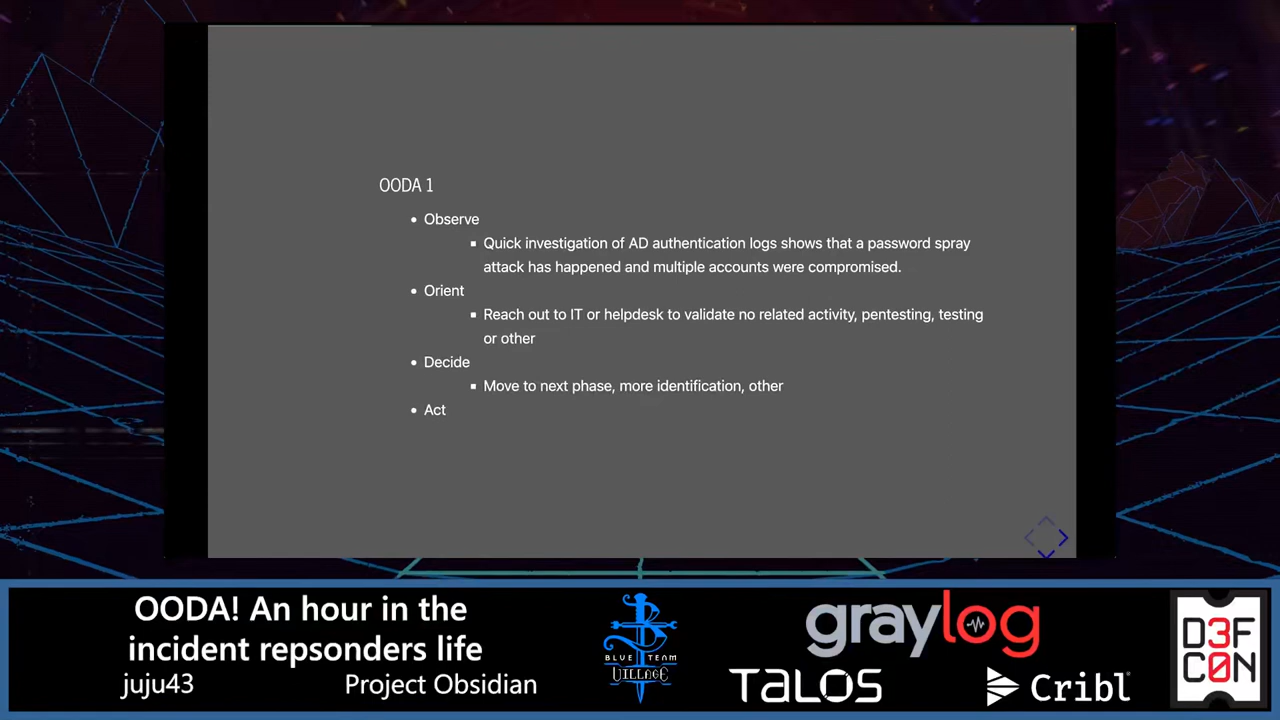 OODA 1
• Observe
▪ Quick investigation of AD authentication logs shows that a password spray
attack has happened and multiple accounts were compromised.
• Orient
▪ Reach out to IT or helpdesk to validate no related activity, pentesting, testing
or other
• Decide
▪ Move to next phase, more identification, other
• Act
OODA! An hour in the
incident repsonders life
juju43
Project Obsidian
BLUE TEAM
VILLAGE
graylog
TALOS
Cribl
D3F
C0N